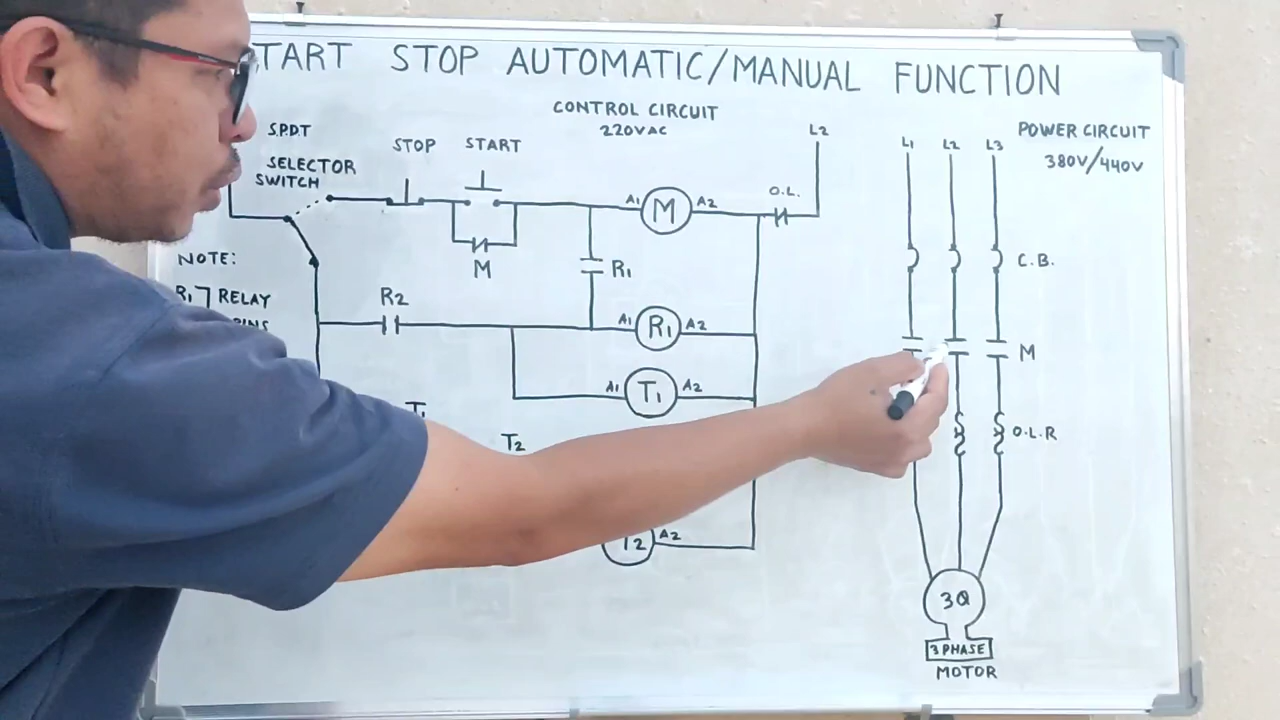 TART STOP AUTOMATIC/MANUAL FUNCTION
CONTROL CIRCUIT
220VAC
S.P.D.T
SELECTOR
SWITCH
STOP
START
L2
A1
M
A2
O.L.
M
R1
NOTE:
R1 RELAY
R2
A1
R1
A2
A1
T1
A2
T1
T2
T2
A2
POWER CIRCUIT
380V/440V
L1
L2
L3
C.B.
M
O.L.R
3Ø
3 PHASE
MOTOR